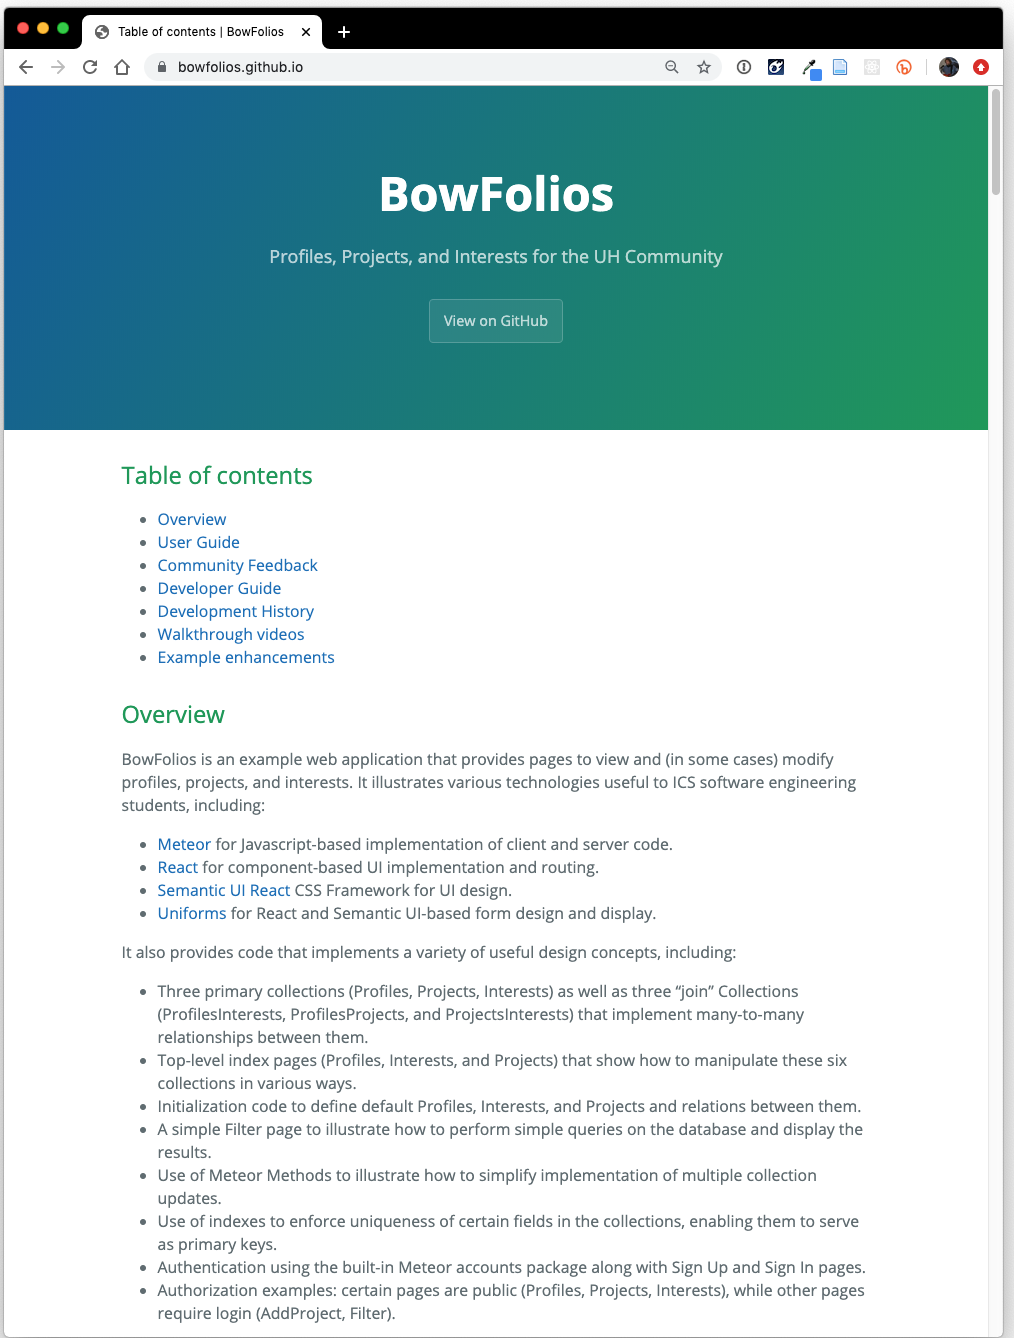 Table of contents | BowFolios
bowfolios.github.io
BowFolios
Profiles, Projects, and Interests for the UH Community
View on GitHub
Table of contents
Overview
User Guide
Community Feedback
Developer Guide
Development History
Walkthrough videos
Example enhancements
Overview
BowFolios is an example web application that provides pages to view and (in some cases) modify
profiles, projects, and interests. It illustrates various technologies useful to ICS software engineering
students, including:
Meteor for Javascript-based implementation of client and server code.
React for component-based UI implementation and routing.
Semantic UI React CSS Framework for UI design.
Uniforms for React and Semantic UI-based form design and display.
It also provides code that implements a variety of useful design concepts, including:
Three primary collections (Profiles, Projects, Interests) as well as three “join” Collections
(ProfilesInterests, ProfilesProjects, and ProjectsInterests) that implement many-to-many
relationships between them.
Top-level index pages (Profiles, Interests, and Projects) that show how to manipulate these six
collections in various ways.
Initialization code to define default Profiles, Interests, and Projects and relations between them.
A simple Filter page to illustrate how to perform simple queries on the database and display the
results.
Use of Meteor Methods to illustrate how to simplify implementation of multiple collection
updates.
Use of indexes to enforce uniqueness of certain fields in the collections, enabling them to serve
as primary keys.
Authentication using the built-in Meteor accounts package along with Sign Up and Sign In pages.
Authorization examples: certain pages are public (Profiles, Projects, Interests), while other pages
require login (AddProject, Filter).